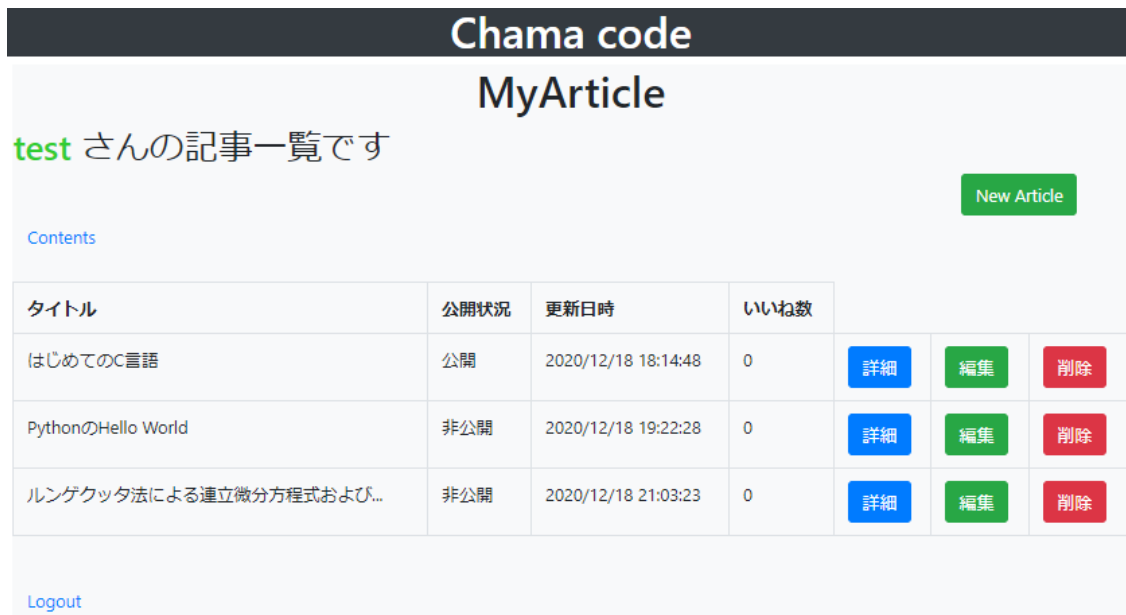 Chama code
MyArticle
test さんの記事一覧です
New Article
Contents
タイトル 公開状況 更新日時 いいね数
はじめてのC言語 公開 2020/12/18 18:14:48 0 詳細 編集 削除
PythonのHello World 非公開 2020/12/18 19:22:28 0 詳細 編集 削除
ルンゲクッタ法による連立微分方程式および... 非公開 2020/12/18 21:03:23 0 詳細 編集 削除
Logout